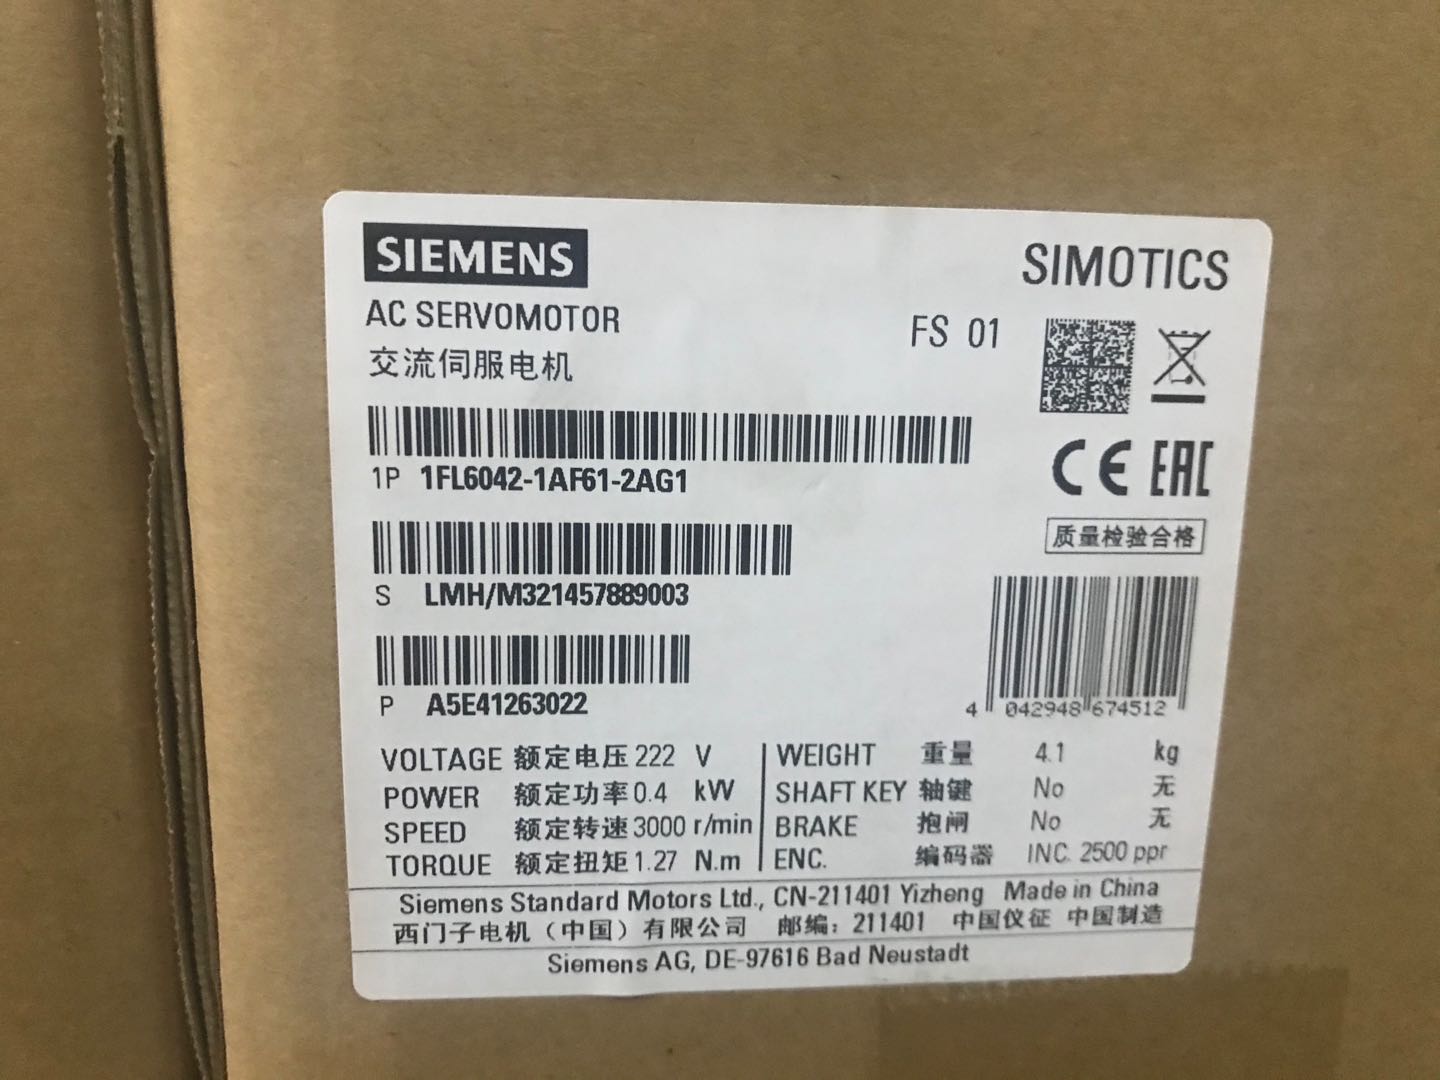 SIEMENS
SIMOTICS
AC SERVOMOTOR
FS 01
交流伺服电机
1P 1FL6042-1AF61-2AG1
CE EAC
质量检验合格
S LMH/M321457889003
P A5E41263022
4 042948 674512
VOLTAGE 额定电压 222 V
POWER 额定功率 0.4 kW
SPEED 额定转速 3000 r/min
TORQUE 额定扭矩 1.27 N.m
WEIGHT 重量 4.1 kg
SHAFT KEY 轴键 No 无
BRAKE 抱闸 No 无
ENC. 编码器 INC. 2500 ppr
Siemens Standard Motors Ltd., CN-211401 Yizheng Made in China
西门子电机（中国）有限公司 邮编：211401 中国仪征 中国制造
Siemens AG, DE-97616 Bad Neustadt